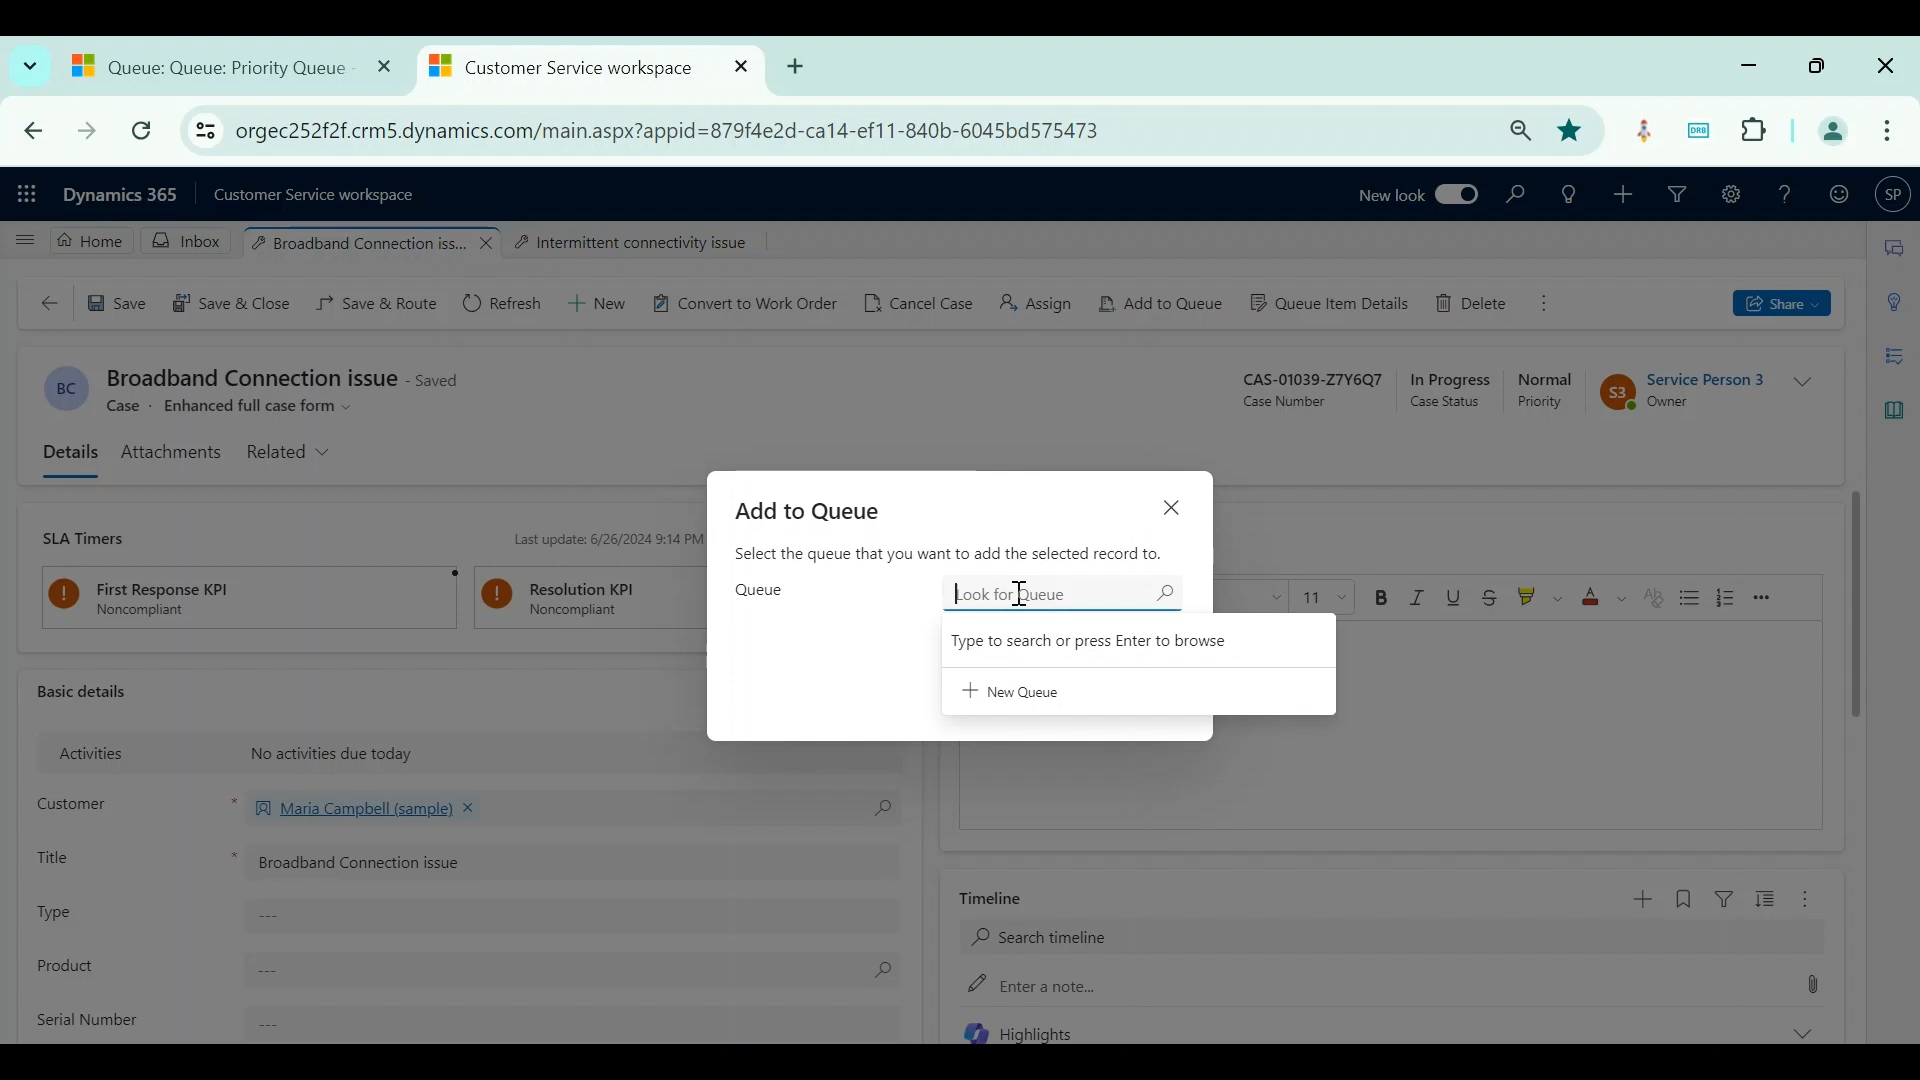 Queue: Queue: Priority Queue -
Customer Service workspace
orgec252f2f.crm5.dynamics.com/main.aspx?appid=879f4e2d-ca14-ef11-840b-6045bd575473
DRB
Dynamics 365
Customer Service workspace
New look
SP
Home
Inbox
Broadband Connection iss...
Intermittent connectivity issue
Save
Save & Close
Save & Route
Refresh
New
Convert to Work Order
Cancel Case
Assign
Add to Queue
Queue Item Details
Delete
Share
BC
Broadband Connection issue - Saved
Case · Enhanced full case form
CAS-01039-Z7Y6Q7
Case Number
In Progress
Case Status
Normal
Priority
S3
Service Person 3
Owner
Details
Attachments
Related
SLA Timers
Last update: 6/26/2024 9:14 PM
First Response KPI
Noncompliant
Resolution KPI
Noncompliant
Add to Queue
Select the queue that you want to add the selected record to.
Queue
Look for Queue
Type to search or press Enter to browse
New Queue
11
B
I
U
S
A
Ab
Basic details
Activities
No activities due today
Customer
*
Maria Campbell (sample)
Title
*
Broadband Connection issue
Type
---
Product
---
Serial Number
---
Timeline
Search timeline
Enter a note...
Highlights